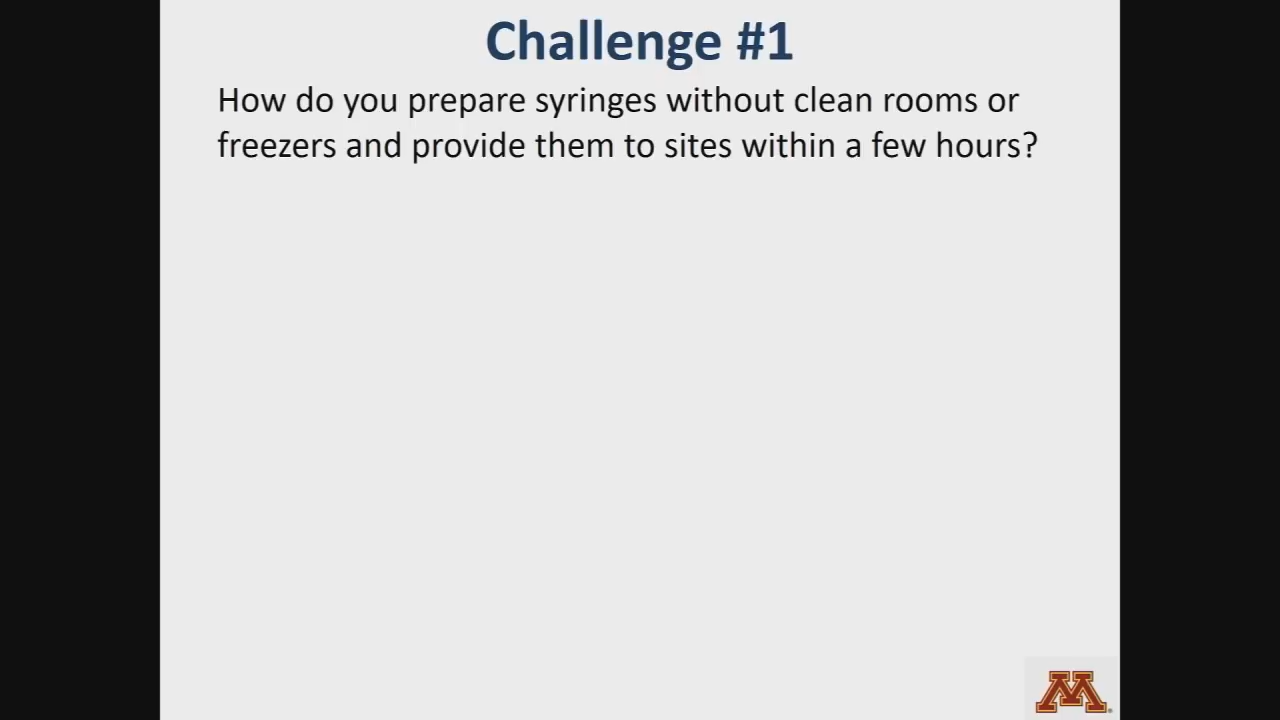 Challenge #1
How do you prepare syringes without clean rooms or
freezers and provide them to sites within a few hours?
M